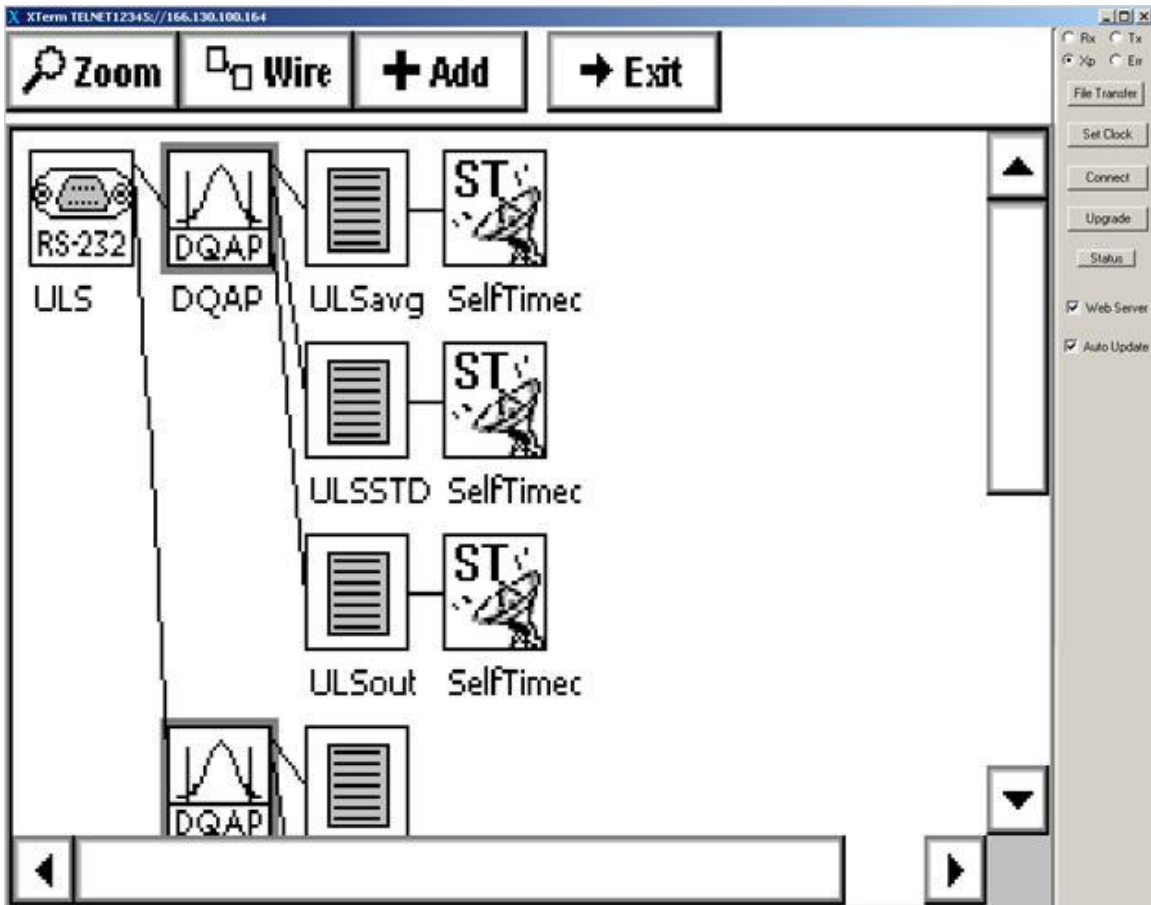 XTerm TELNET12345://166.130.100.164
Zoom Wire Add Exit
Rx Tx
Xp Err
File Transfer
Set Clock
Connect
Upgrade
Status
Web Server
Auto Update
RS-232 DQAP ST
ULS DQAP ULSavg SelfTimec
ST
ULSSTD SelfTimec
ST
ULSout SelfTimec
DQAP